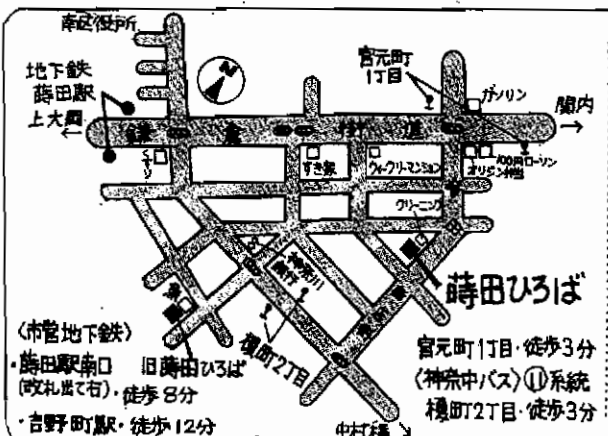 南区役所
地下鉄
蒔田駅
上大岡
←
N
宮元町
1丁目
ガソリン
関内
→
鎌倉街道
くすり
すき家
ウィークリーマンション
100円ローソン
オリジン弁当
クリーニング
神奈川
銀行
蒔田ひろば
榎町2丁目
〈市営地下鉄〉
・蒔田駅南口
(改札出て右)・徒歩8分
旧蒔田ひろば
・吉野町駅・徒歩12分
中村橋
宮元町1丁目・徒歩3分
〈神奈中バス〉⑪系統
榎町2丁目・徒歩3分